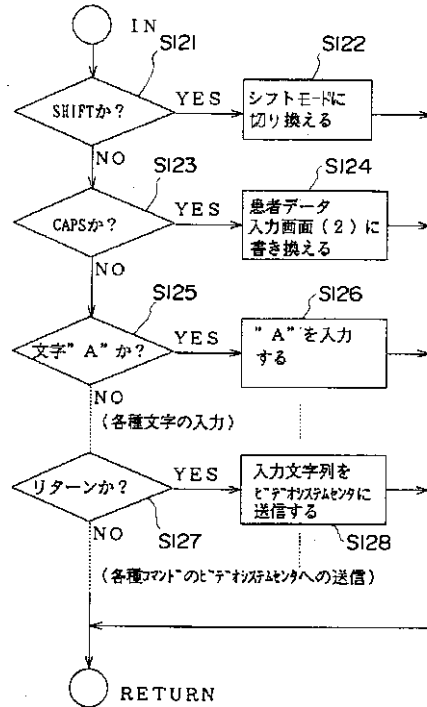 IN
S121
S122
SHIFTか?
YES
シフトモードに
切り換える
NO
S123
S124
CAPSか?
YES
患者データ
入力画面(2)に
書き換える
NO
S125
S126
文字"A"か?
YES
"A"を入力
する
NO
(各種文字の入力)
リターンか?
YES
入力文字列を
ビデオシステムセンタに
送信する
NO
S127
S128
(各種コマンドのビデオシステムセンタへの送信)
RETURN